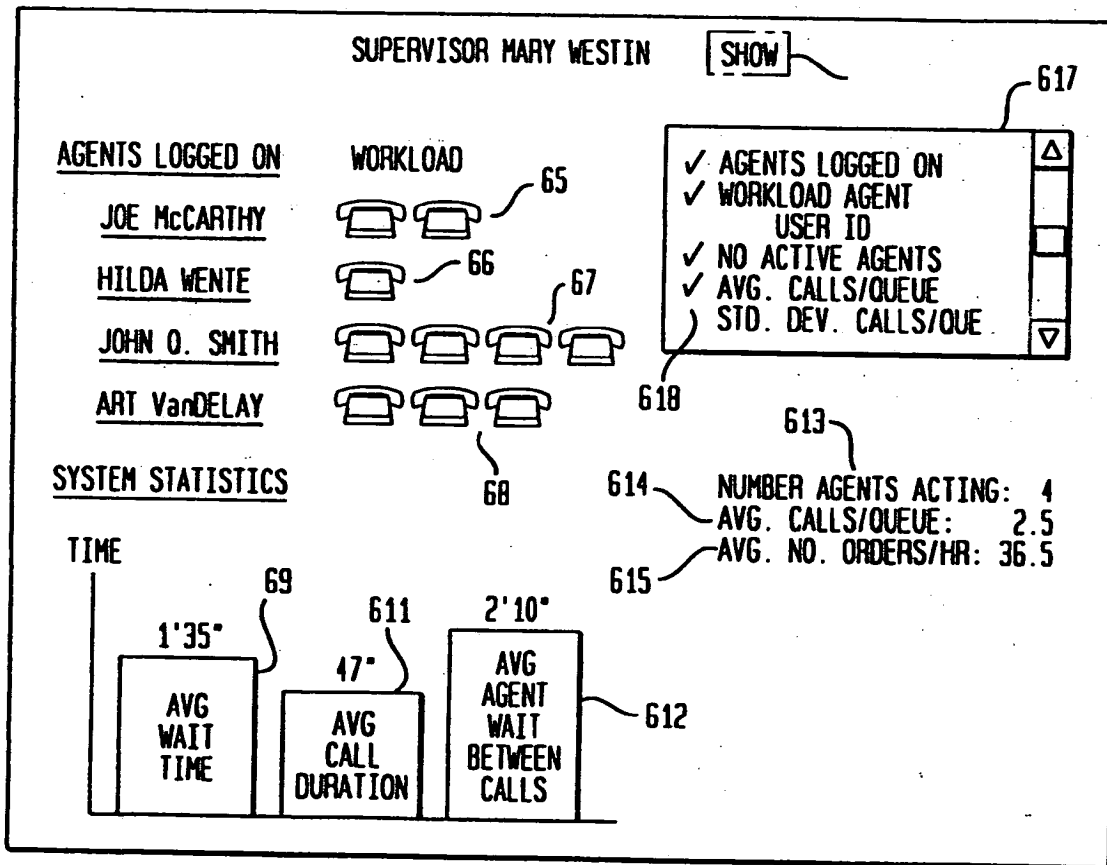 SUPERVISOR MARY WESTIN
SHOW
617
AGENTS LOGGED ON
WORKLOAD
65
JOE McCARTHY
HILDA WENTE
66
67
JOHN O. SMITH
ART VanDELAY
68
✓ AGENTS LOGGED ON
✓ WORKLOAD AGENT
USER ID
✓ NO ACTIVE AGENTS
✓ AVG. CALLS/QUEUE
STD. DEV. CALLS/QUE
618
613
SYSTEM STATISTICS
614
NUMBER AGENTS ACTING: 4
AVG. CALLS/QUEUE: 2.5
615
AVG. NO. ORDERS/HR: 36.5
TIME
69
1'35"
AVG
WAIT
TIME
611
47"
AVG
CALL
DURATION
2'10"
AVG
AGENT
WAIT
BETWEEN
CALLS
612